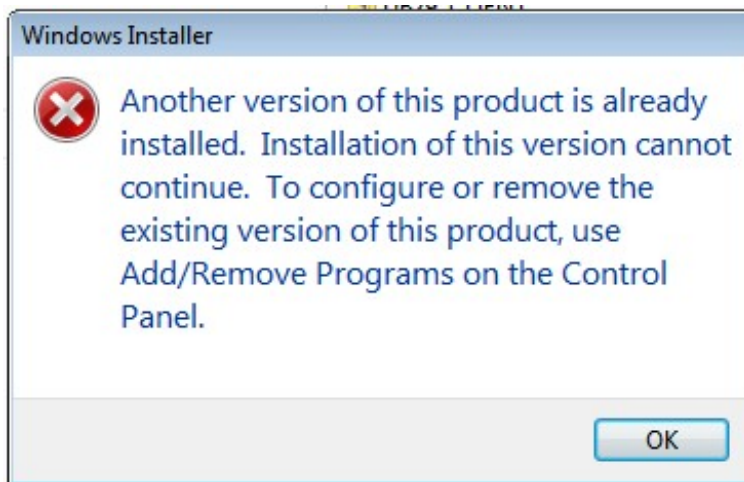 Windows Installer
Another version of this product is already
installed. Installation of this version cannot
continue. To configure or remove the
existing version of this product, use
Add/Remove Programs on the Control
Panel.
OK